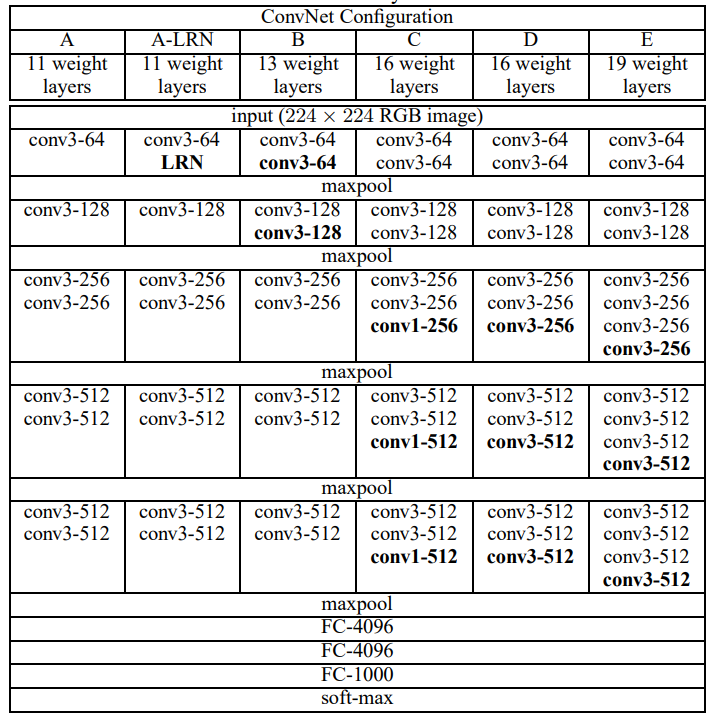 ConvNet Configuration
A A-LRN B C D E
11 weight 11 weight 13 weight 16 weight 16 weight 19 weight
layers layers layers layers layers layers
input (224 × 224 RGB image)
conv3-64 conv3-64 conv3-64 conv3-64 conv3-64 conv3-64
LRN conv3-64 conv3-64 conv3-64 conv3-64
maxpool
conv3-128 conv3-128 conv3-128 conv3-128 conv3-128 conv3-128
conv3-128 conv3-128 conv3-128 conv3-128
maxpool
conv3-256 conv3-256 conv3-256 conv3-256 conv3-256 conv3-256
conv3-256 conv3-256 conv3-256 conv3-256 conv3-256 conv3-256
conv1-256 conv3-256 conv3-256
conv3-256
maxpool
conv3-512 conv3-512 conv3-512 conv3-512 conv3-512 conv3-512
conv3-512 conv3-512 conv3-512 conv3-512 conv3-512 conv3-512
conv1-512 conv3-512 conv3-512
conv3-512
maxpool
conv3-512 conv3-512 conv3-512 conv3-512 conv3-512 conv3-512
conv3-512 conv3-512 conv3-512 conv3-512 conv3-512 conv3-512
conv1-512 conv3-512 conv3-512
conv3-512
maxpool
FC-4096
FC-4096
FC-1000
soft-max